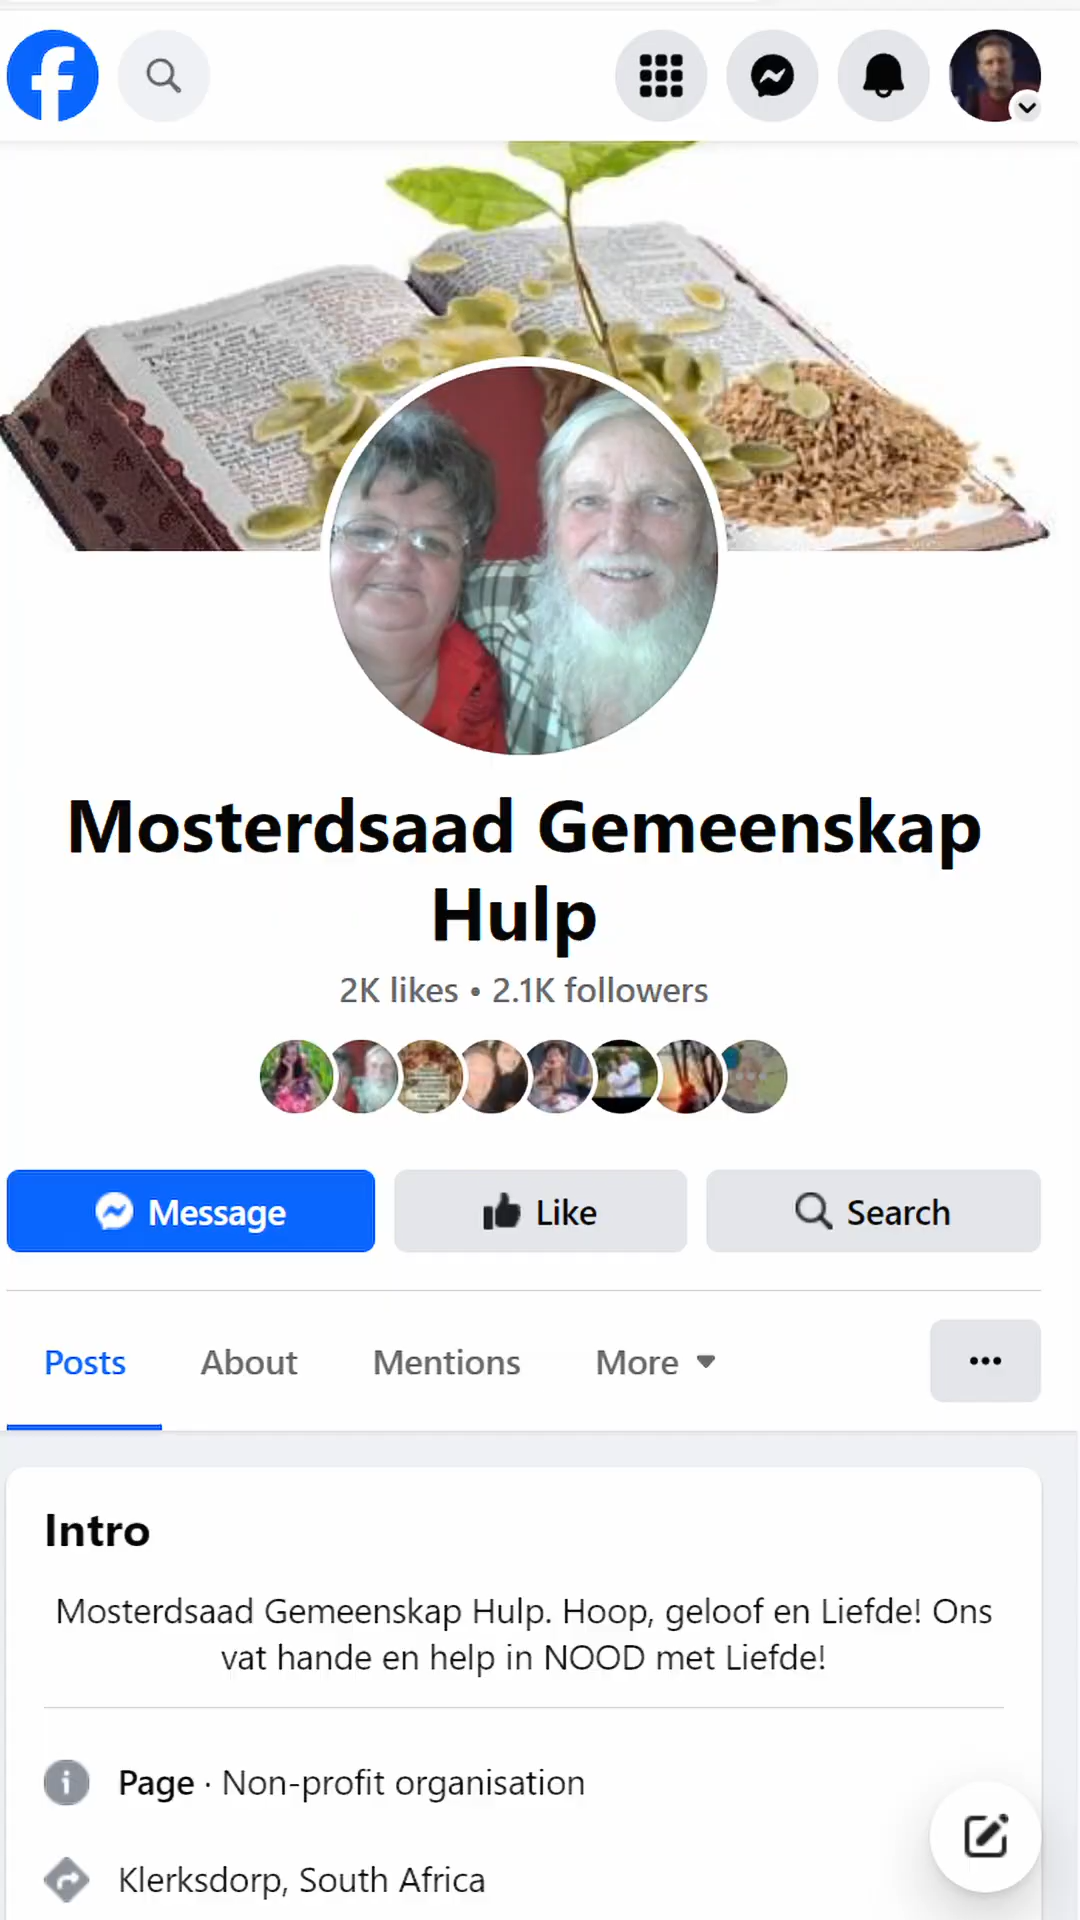 Mosterdsaad Gemeenskap
Hulp
2K likes • 2.1K followers
Message
Like
Search
Posts
About
Mentions
More
Intro
Mosterdsaad Gemeenskap Hulp. Hoop, geloof en Liefde! Ons
vat hande en help in NOOD met Liefde!
Page · Non-profit organisation
Klerksdorp, South Africa